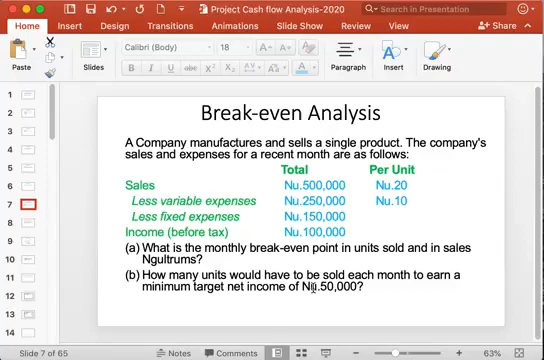 Project Cash flow Analysis-2020
Search in Presentation
Home Insert Design Transitions Animations Slide Show Review Share
Calibri (Body) 18
Paste Slides Paragraph Insert Drawing
1
2
3
4
5
6
7
8
9
10
11
12
13
14
Break-even Analysis
A Company manufactures and sells a single product. The company's
sales and expenses for a recent month are as follows:
Total Per Unit
Sales Nu.500,000 Nu.20
Less variable expenses Nu.250,000 Nu.10
Less fixed expenses Nu.150,000
Income (before tax) Nu.100,000
(a) What is the monthly break-even point in units sold and in sales
Ngultrums?
(b) How many units would have to be sold each month to earn a
minimum target net income of Nu.50,000?
Slide 7 of 65 Notes Comments 63%